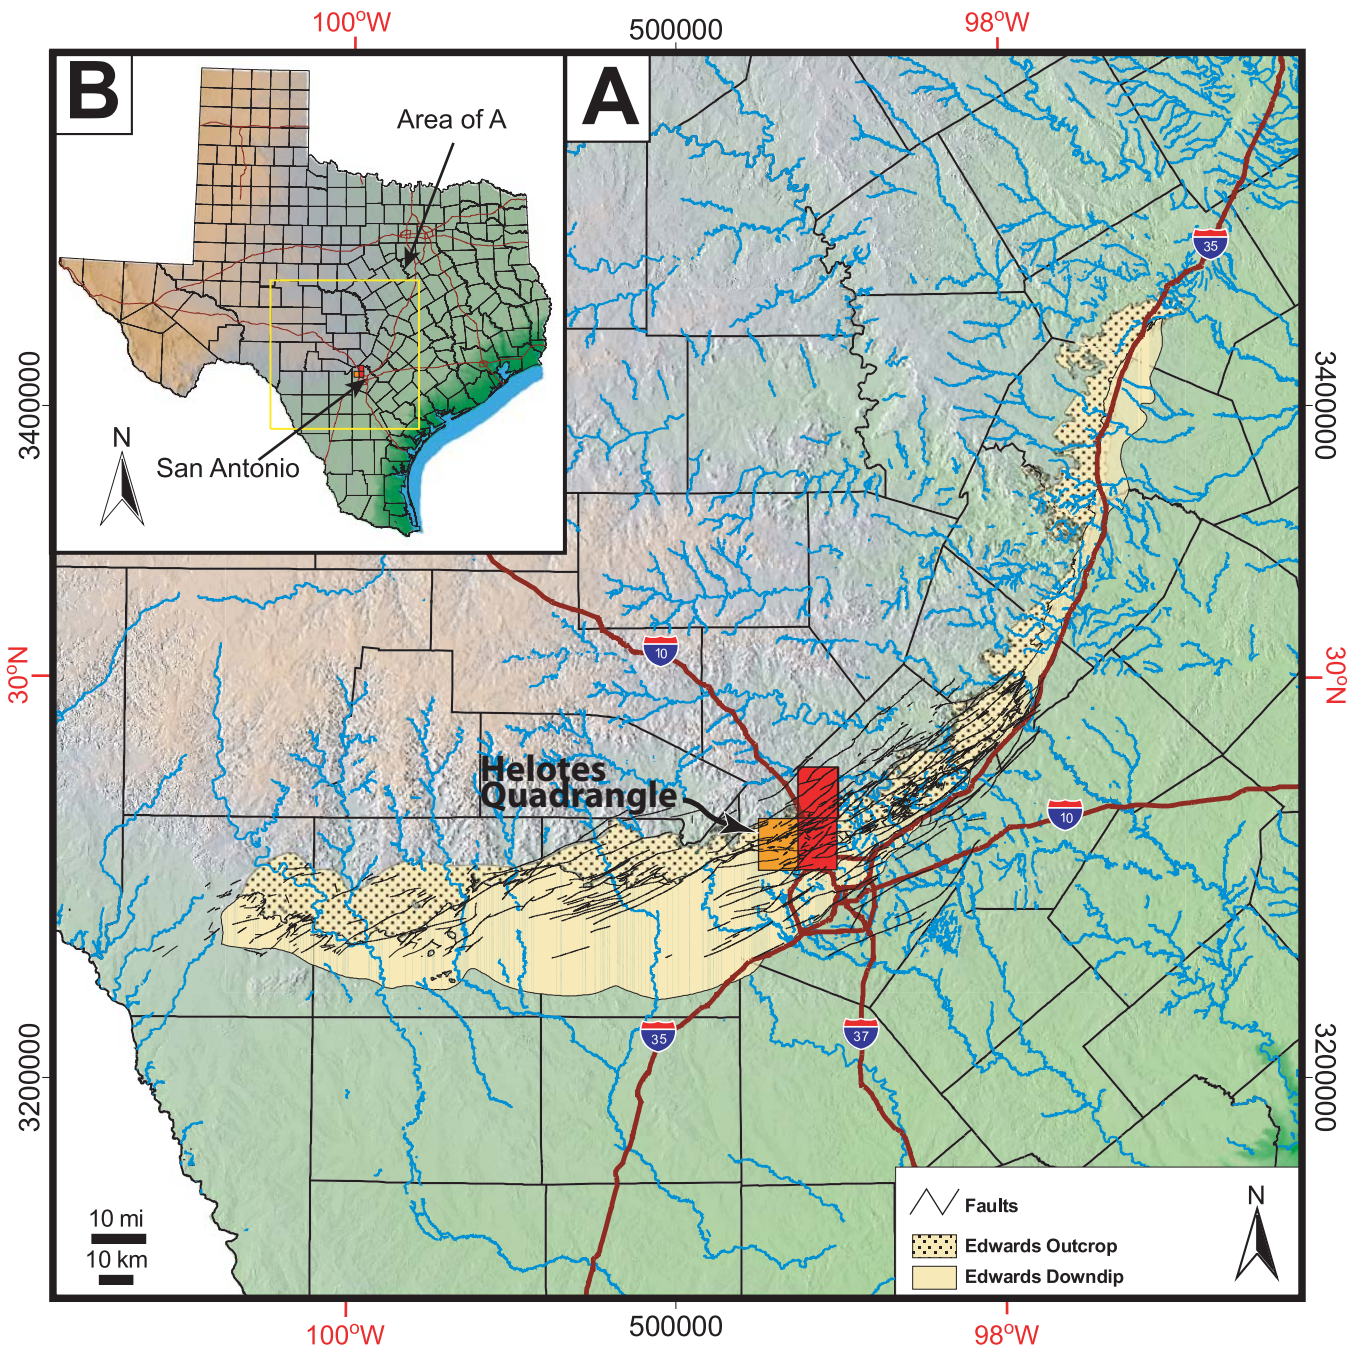 100°W
500000
98°W
B
A
Area of A
35
3400000
3400000
N
San Antonio
10
30°N
30°N
Helotes
Quadrangle
10
35
37
3200000
3200000
10 mi
10 km
Faults
Edwards Outcrop
Edwards Downdip
N
100°W
500000
98°W